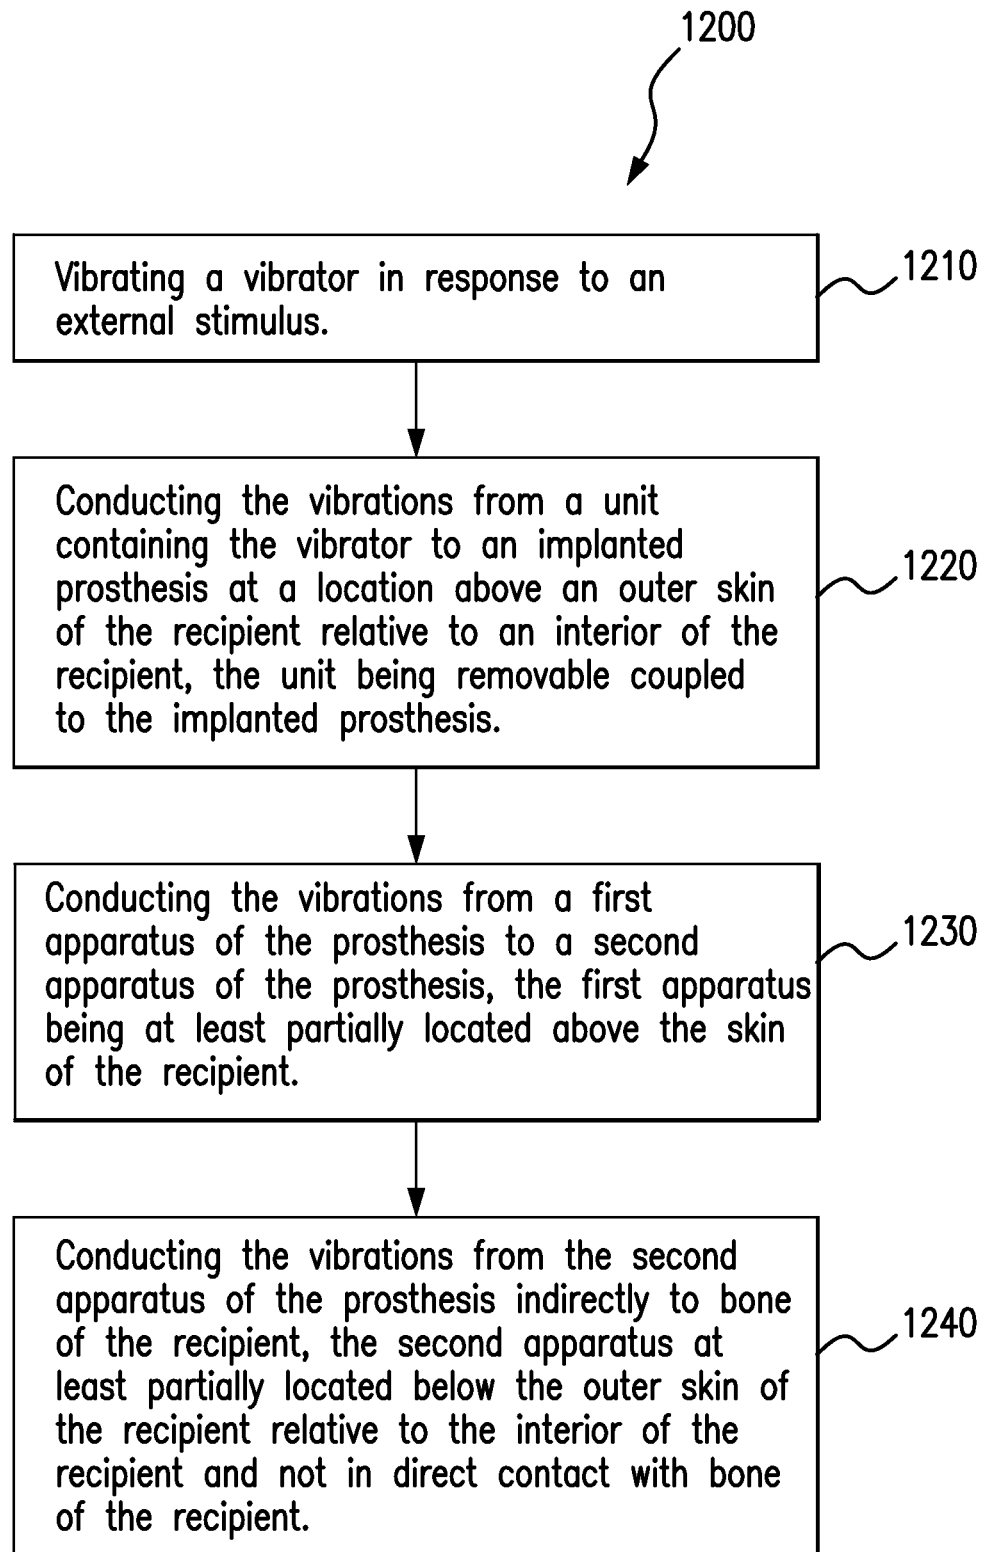 1200
Vibrating a vibrator in response to an
external stimulus.
1210
Conducting the vibrations from a unit
containing the vibrator to an implanted
prosthesis at a location above an outer skin
of the recipient relative to an interior of the
recipient, the unit being removable coupled
to the implanted prosthesis.
1220
Conducting the vibrations from a first
apparatus of the prosthesis to a second
apparatus of the prosthesis, the first apparatus
being at least partially located above the skin
of the recipient.
1230
Conducting the vibrations from the second
apparatus of the prosthesis indirectly to bone
of the recipient, the second apparatus at
least partially located below the outer skin of
the recipient relative to the interior of the
recipient and not in direct contact with bone
of the recipient.
1240